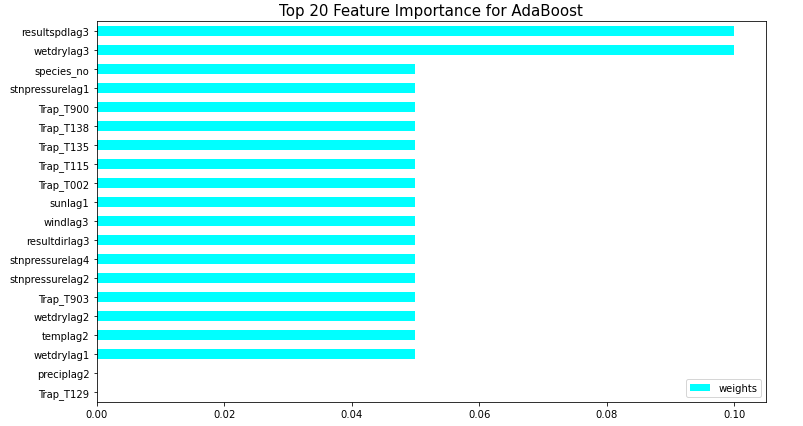 Top 20 Feature Importance for AdaBoost
resultspdlag3
wetdrylag3
species_no
stnpressurelag1
Trap_T900
Trap_T138
Trap_T135
Trap_T115
Trap_T002
sunlag1
windlag3
resultdirlag3
stnpressurelag4
stnpressurelag2
Trap_T903
wetdrylag2
templag2
wetdrylag1
preciplag2
Trap_T129
weights
0.00 0.02 0.04 0.06 0.08 0.10